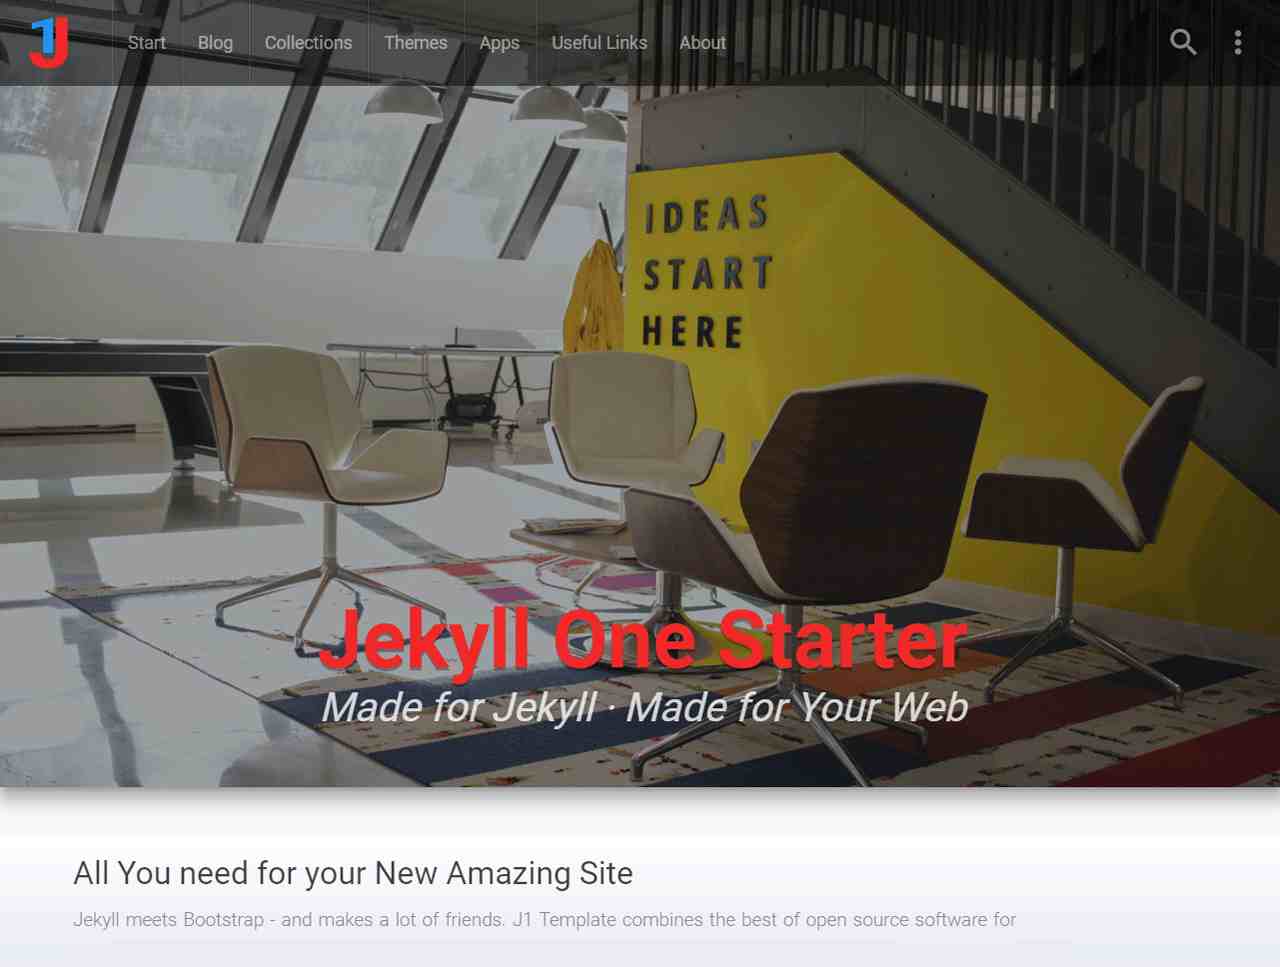 1J
Start Blog Collections Themes Apps Useful Links About
IDEAS
START
HERE
Jekyll One Starter
Made for Jekyll · Made for Your Web
All You need for your New Amazing Site
Jekyll meets Bootstrap - and makes a lot of friends. J1 Template combines the best of open source software for